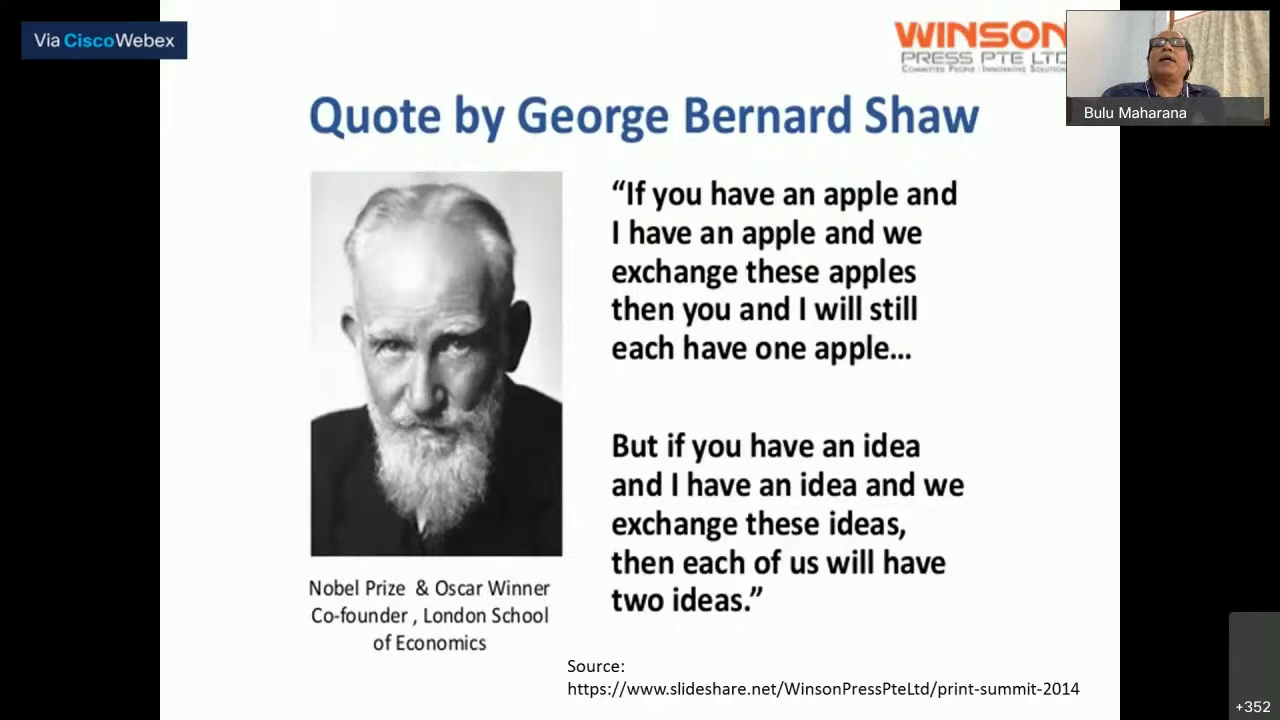 Via CiscoWebex
WINSON
PRESS PTE LTD
COMMITTED PEOPLE | INNOVATIVE SOLUTION
Bulu Maharana
Quote by George Bernard Shaw
“If you have an apple and
I have an apple and we
exchange these apples
then you and I will still
each have one apple...
But if you have an idea
and I have an idea and we
exchange these ideas,
then each of us will have
two ideas.”
Nobel Prize & Oscar Winner
Co-founder , London School
of Economics
Source:
https://www.slideshare.net/WinsonPressPteLtd/print-summit-2014
+352